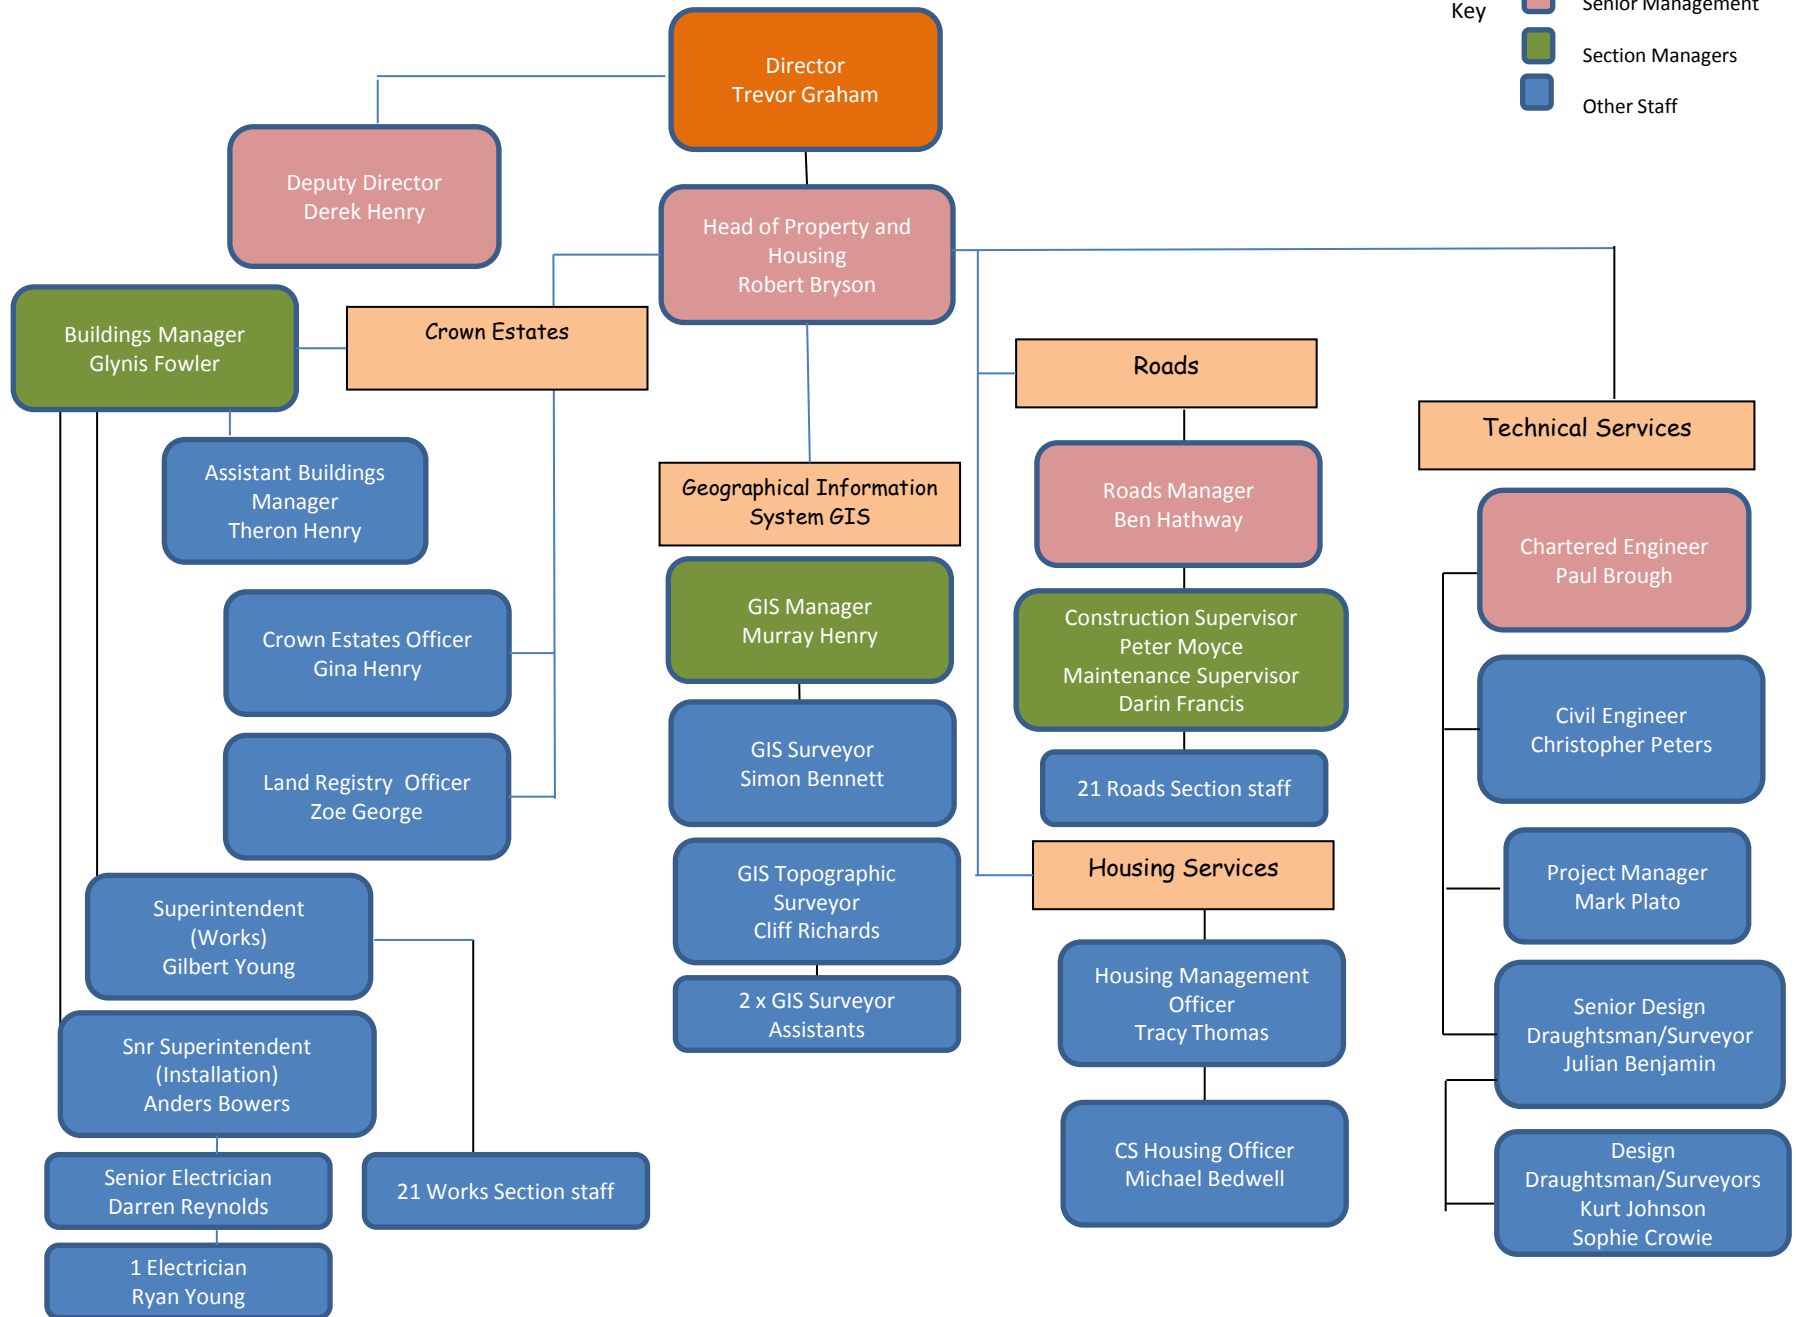 Key
Senior Management
Section Managers
Other Staff
Director
Trevor Graham
Deputy Director
Derek Henry
Head of Property and
Housing
Robert Bryson
Buildings Manager
Glynis Fowler
Crown Estates
Assistant Buildings
Manager
Theron Henry
Crown Estates Officer
Gina Henry
Land Registry  Officer
Zoe George
Superintendent
(Works)
Gilbert Young
Snr Superintendent
(Installation)
Anders Bowers
Senior Electrician
Darren Reynolds
1 Electrician
Ryan Young
21 Works Section staff
Geographical Information
System GIS
GIS Manager
Murray Henry
GIS Surveyor
Simon Bennett
GIS Topographic
Surveyor
Cliff Richards
2 x GIS Surveyor
Assistants
Roads
Roads Manager
Ben Hathway
Construction Supervisor
Peter Moyce
Maintenance Supervisor
Darin Francis
21 Roads Section staff
Housing Services
Housing Management
Officer
Tracy Thomas
CS Housing Officer
Michael Bedwell
Technical Services
Chartered Engineer
Paul Brough
Civil Engineer
Christopher Peters
Project Manager
Mark Plato
Senior Design
Draughtsman/Surveyor
Julian Benjamin
Design
Draughtsman/Surveyors
Kurt Johnson
Sophie Crowie